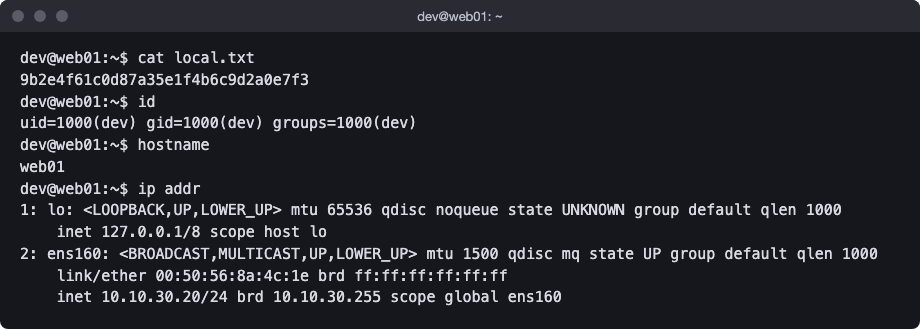 dev@web01: ~
dev@web01:~$ cat local.txt
9b2e4f61c0d87a35e1f4b6c9d2a0e7f3
dev@web01:~$ id
uid=1000(dev) gid=1000(dev) groups=1000(dev)
dev@web01:~$ hostname
web01
dev@web01:~$ ip addr
1: lo: <LOOPBACK,UP,LOWER_UP> mtu 65536 qdisc noqueue state UNKNOWN group default qlen 1000
    inet 127.0.0.1/8 scope host lo
2: ens160: <BROADCAST,MULTICAST,UP,LOWER_UP> mtu 1500 qdisc mq state UP group default qlen 1000
    link/ether 00:50:56:8a:4c:1e brd ff:ff:ff:ff:ff:ff
    inet 10.10.30.20/24 brd 10.10.30.255 scope global ens160